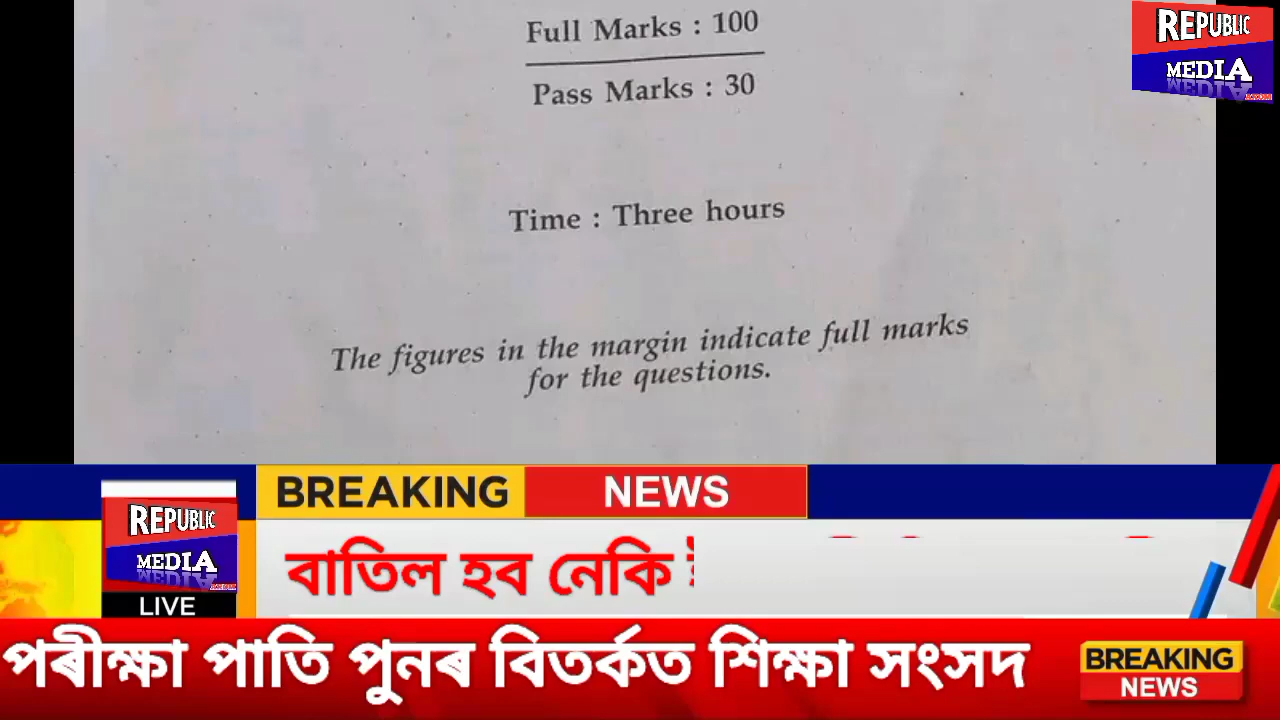 Full Marks : 100
Pass Marks : 30
REPUBLIC
MEDIA
Time : Three hours
The figures in the margin indicate full marks
for the questions.
BREAKING NEWS
REPUBLIC
MEDIA
LIVE
বাতিল হব নেকি
পৰীক্ষা পাতি পুনৰ বিতৰ্কত শিক্ষা সংসদ
BREAKING
NEWS